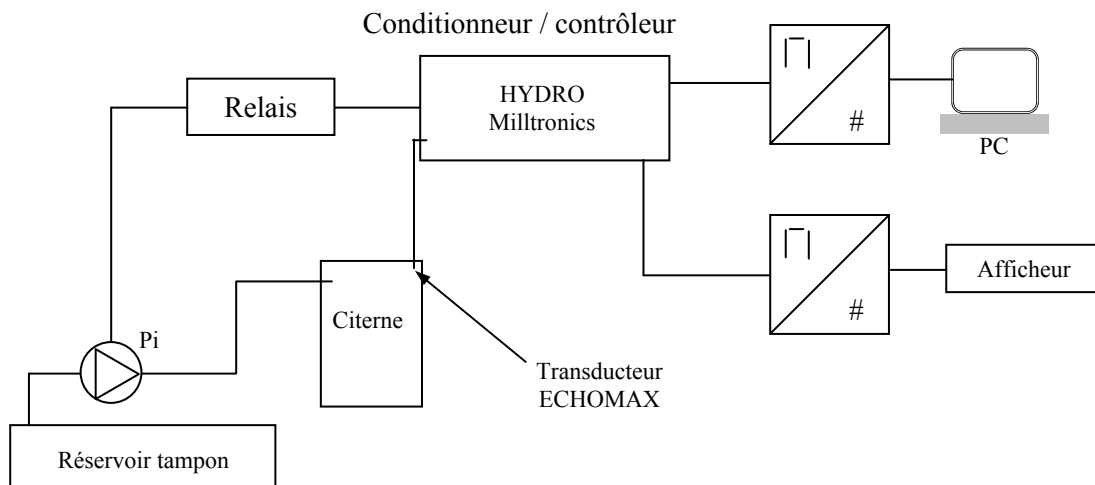 Conditionneur / contrôleur
Relais
HYDRO
Milltronics
#
PC
#
Afficheur
Citerne
Pi
Transducteur
ECHOMAX
Réservoir tampon